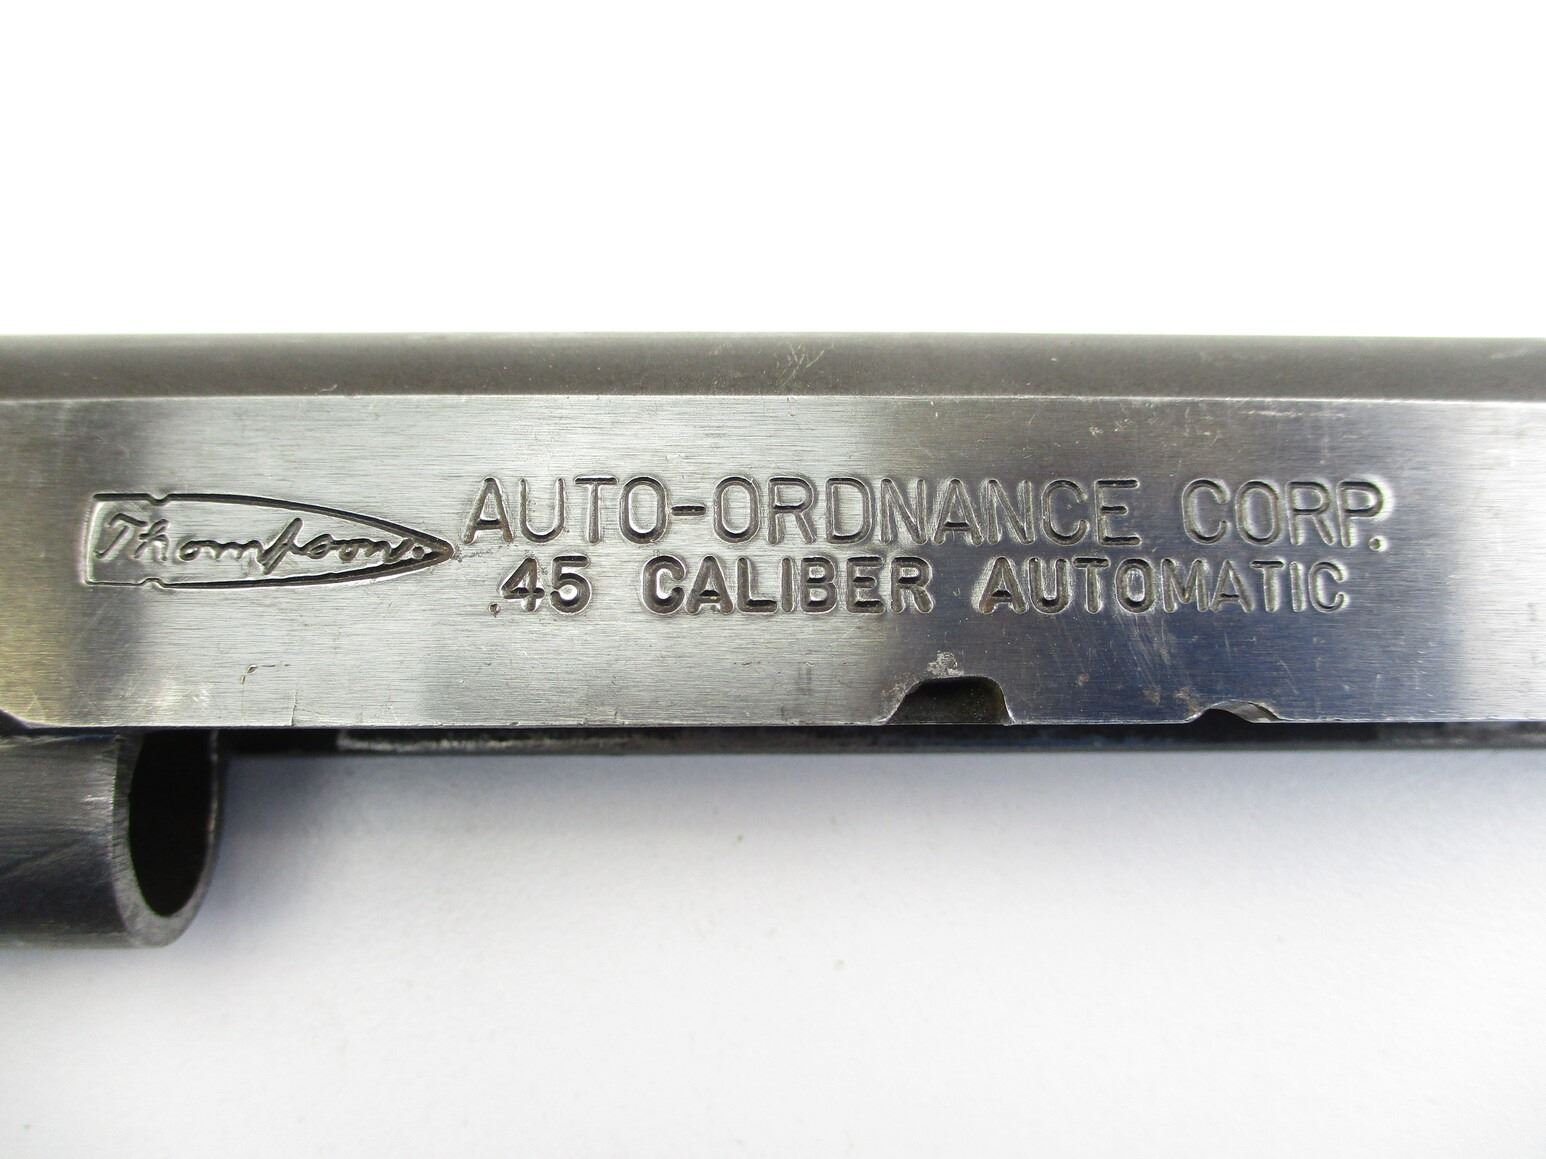 Thompson.
AUTO-ORDNANCE CORP.
.45 CALIBER AUTOMATIC